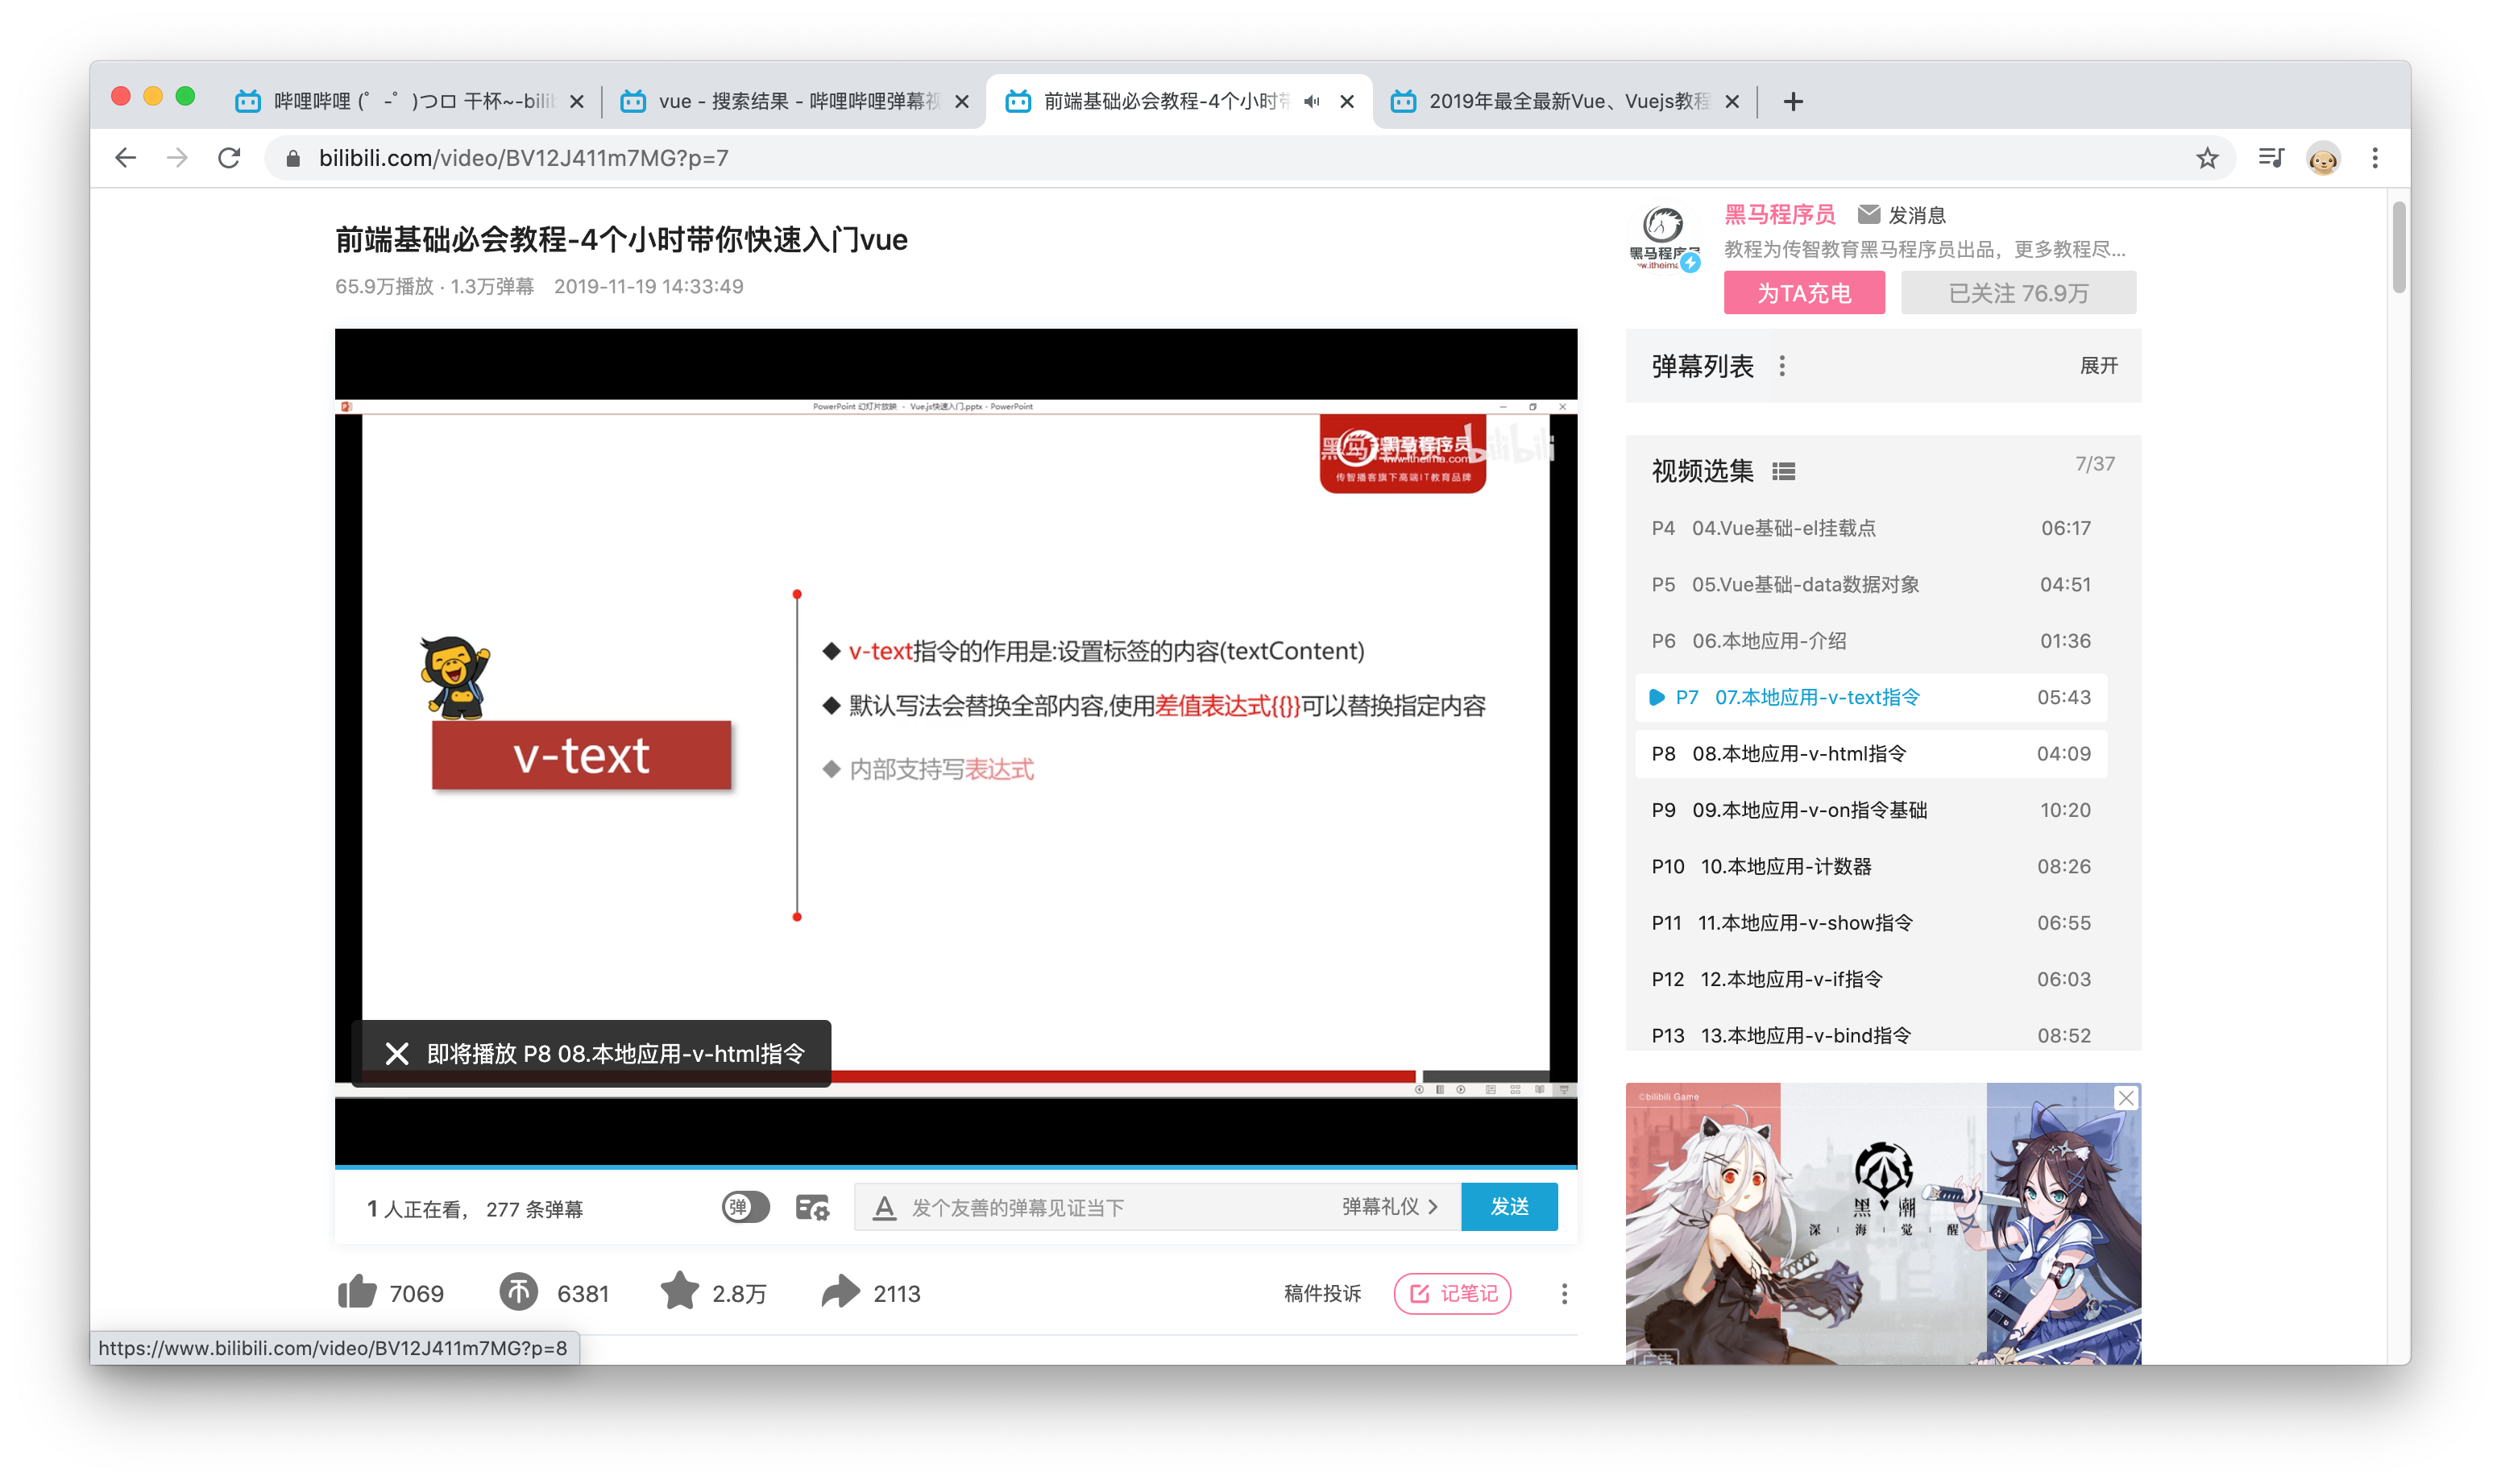 哔哩哔哩 (゜-゜)つロ 干杯~-bili
vue - 搜索结果 - 哔哩哔哩弹幕视
前端基础必会教程-4个小时带
2019年最全最新Vue、Vuejs教程
bilibili.com/video/BV12J411m7MG?p=7
前端基础必会教程-4个小时带你快速入门vue
65.9万播放 · 1.3万弹幕 2019-11-19 14:33:49
黑马程序员 发消息
教程为传智教育黑马程序员出品，更多教程尽...
为TA充电 已关注 76.9万
PowerPoint 幻灯片放映 - Vue.js快速入门.pptx - PowerPoint
黑马程序员
www.itheima.com
传智播客旗下高端IT教育品牌
bilibili
v-text
v-text指令的作用是:设置标签的内容(textContent)
默认写法会替换全部内容,使用差值表达式{{}}可以替换指定内容
内部支持写表达式
即将播放 P8 08.本地应用-v-html指令
1 人正在看， 277 条弹幕
弹
发个友善的弹幕见证当下
弹幕礼仪
发送
7069 6381 2.8万 2113
稿件投诉 记笔记
弹幕列表 展开
视频选集 7/37
P4 04.Vue基础-el挂载点 06:17
P5 05.Vue基础-data数据对象 04:51
P6 06.本地应用-介绍 01:36
P7 07.本地应用-v-text指令 05:43
P8 08.本地应用-v-html指令 04:09
P9 09.本地应用-v-on指令基础 10:20
P10 10.本地应用-计数器 08:26
P11 11.本地应用-v-show指令 06:55
P12 12.本地应用-v-if指令 06:03
P13 13.本地应用-v-bind指令 08:52
©bilibili Game
黑潮
深海觉醒
广告
https://www.bilibili.com/video/BV12J411m7MG?p=8